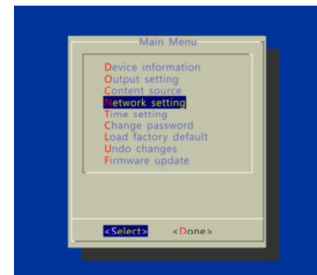 Main Menu
Device information
Output setting
Content source
Network setting
Time setting
Change password
Load factory default
Undo changes
Firmware update
<Select> <Done>